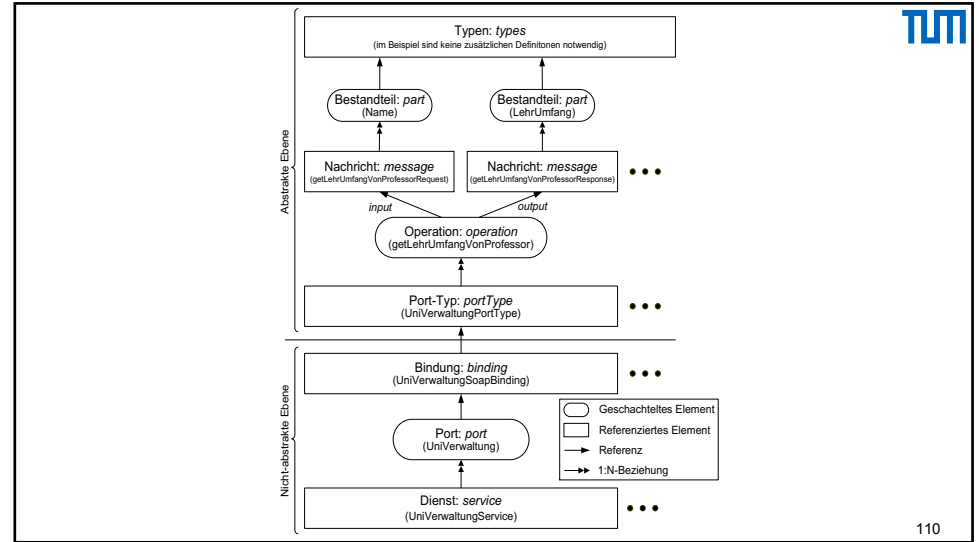 TUM
Typen: types
(im Beispiel sind keine zusätzlichen Definitonen notwendig)
Bestandteil: part
(Name)
Bestandteil: part
(LehrUmfang)
Abstrakte Ebene
Nachricht: message
(getLehrUmfangVonProfessorRequest)
Nachricht: message
(getLehrUmfangVonProfessorResponse)
input
output
Operation: operation
(getLehrUmfangVonProfessor)
Port-Typ: portType
(UniVerwaltungPortType)
Nicht-abstrakte Ebene
Bindung: binding
(UniVerwaltungSoapBinding)
Port: port
(UniVerwaltung)
Dienst: service
(UniVerwaltungService)
Geschachteltes Element
Referenziertes Element
Referenz
1:N-Beziehung
110